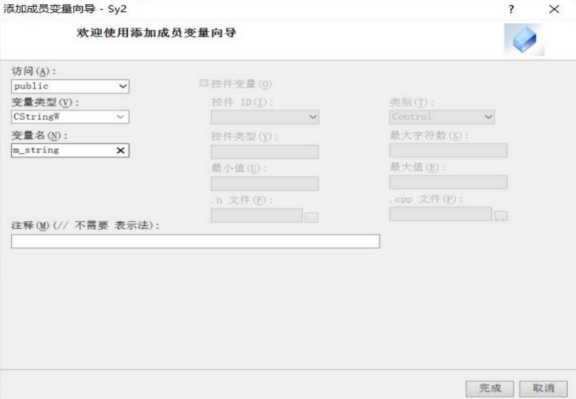 添加成员变量向导 - Sy2
欢迎使用添加成员变量向导
访问(A):
public
控件变量(O)
变量类型(V):
控件 ID(I):
类别(T):
CStringW
Control
变量名(N):
控件类型(Y):
最大字符数(X):
m_string
最小值(U):
最大值(E):
.h 文件(F):
.cpp 文件(P):
...
...
注释(M)(// 不需要 表示法):
完成
取消